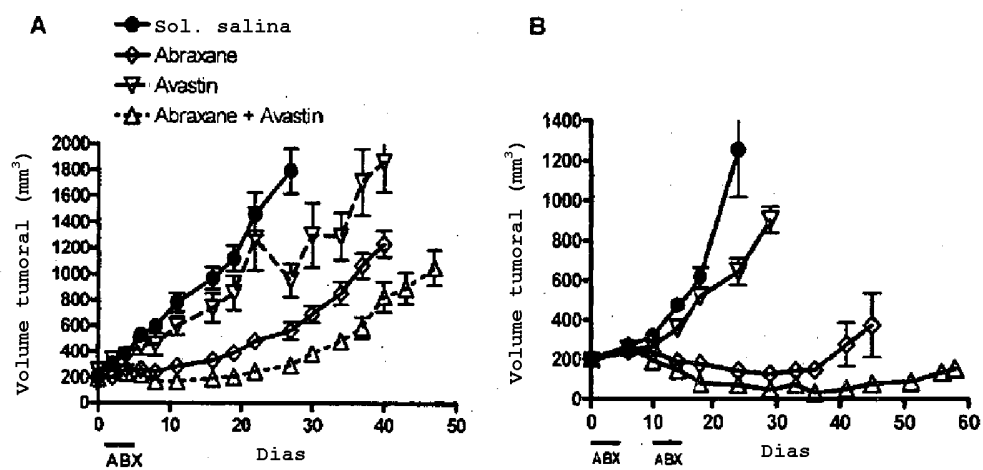 A
Sol. salina
Abraxane
Avastin
Abraxane + Avastin
Volume tumoral (mm³)
2000
1800
1600
1400
1200
1000
800
600
400
200
0
0 10 20 30 40 50
ABX
Dias
B
Volume tumoral (mm³)
1400
1200
1000
800
600
400
200
0
0 10 20 30 40 50 60
ABX ABX
Dias